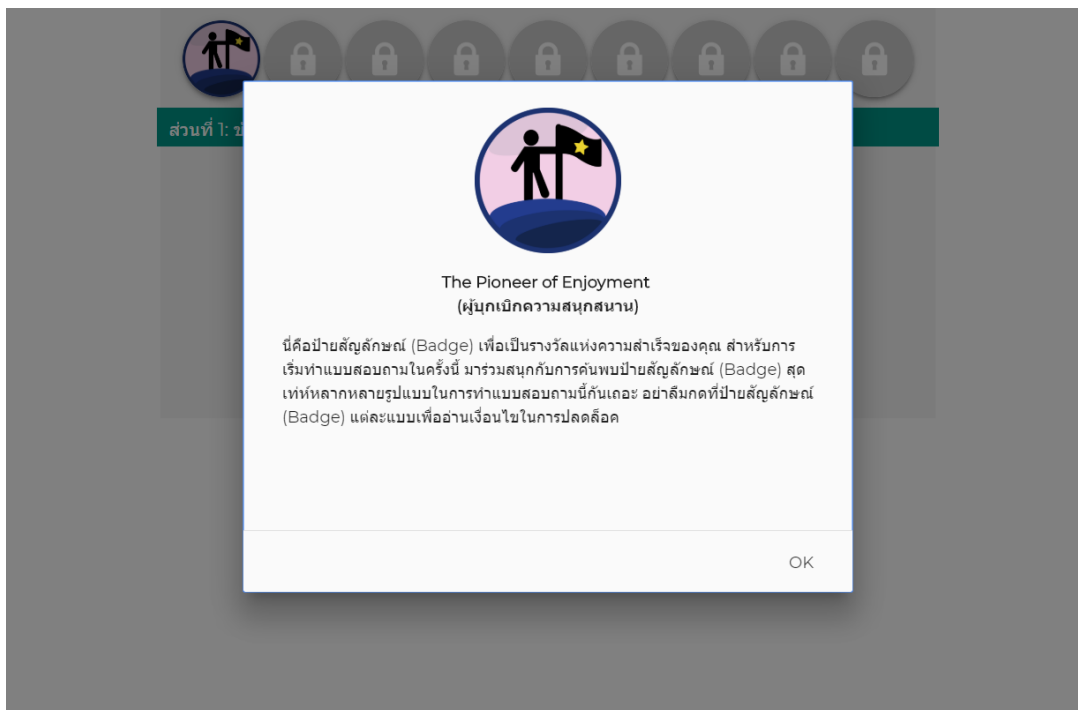 ส่วนที่ 1:
The Pioneer of Enjoyment
(ผู้บุกเบิกความสนุกสนาน)
นี่คือป้ายสัญลักษณ์ (Badge) เพื่อเป็นรางวัลแห่งความสำเร็จของคุณ สำหรับการ
เริ่มทำแบบสอบถามในครั้งนี้ มาร่วมสนุกกับการค้นพบป้ายสัญลักษณ์ (Badge) สุด
เท่ห์หลากหลายรูปแบบในการทำแบบสอบถามนี้กันเถอะ อย่าลืมกดที่ป้ายสัญลักษณ์
(Badge) แต่ละแบบเพื่ออ่านเงื่อนไขในการปลดล็อค
OK